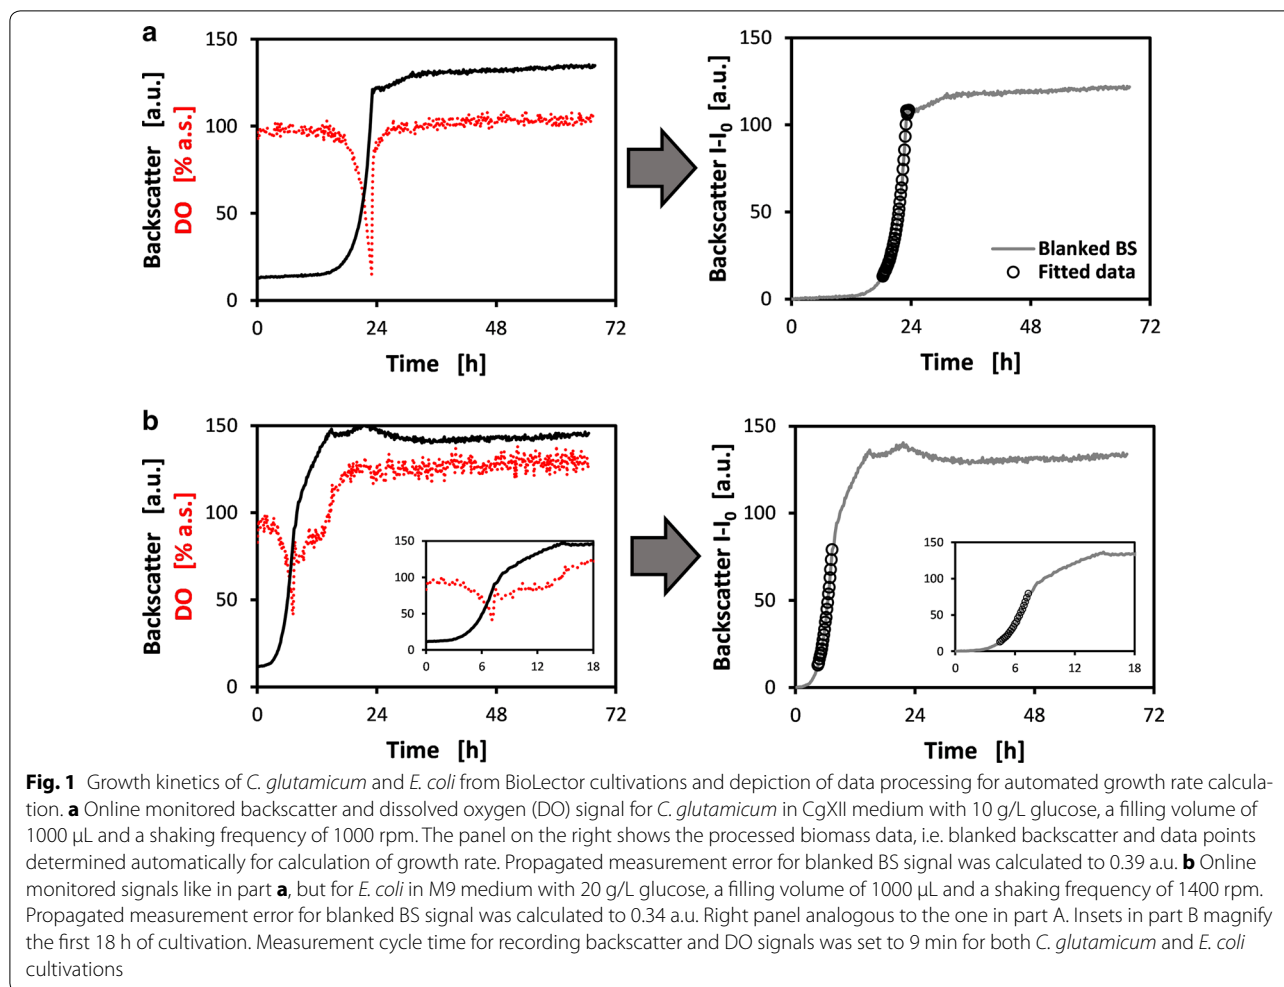 a
150
100
50
0
0
24
48
72
Backscatter [a.u.]
DO [% a.s.]
Time [h]
150
100
50
0
0
24
48
72
Backscatter I-I0 [a.u.]
Blanked BS
Fitted data
Time [h]
b
150
100
50
0
0
24
48
72
Backscatter [a.u.]
DO [% a.s.]
150
100
50
0
0
6
12
18
Time [h]
150
100
50
0
0
24
48
72
Backscatter I-I0 [a.u.]
150
100
50
0
0
6
12
18
Time [h]
Fig. 1 Growth kinetics of C. glutamicum and E. coli from BioLector cultivations and depiction of data processing for automated growth rate calcula-
tion. a Online monitored backscatter and dissolved oxygen (DO) signal for C. glutamicum in CgXII medium with 10 g/L glucose, a filling volume of
1000 µL and a shaking frequency of 1000 rpm. The panel on the right shows the processed biomass data, i.e. blanked backscatter and data points
determined automatically for calculation of growth rate. Propagated measurement error for blanked BS signal was calculated to 0.39 a.u. b Online
monitored signals like in part a, but for E. coli in M9 medium with 20 g/L glucose, a filling volume of 1000 µL and a shaking frequency of 1400 rpm.
Propagated measurement error for blanked BS signal was calculated to 0.34 a.u. Right panel analogous to the one in part A. Insets in part B magnify
the first 18 h of cultivation. Measurement cycle time for recording backscatter and DO signals was set to 9 min for both C. glutamicum and E. coli
cultivations